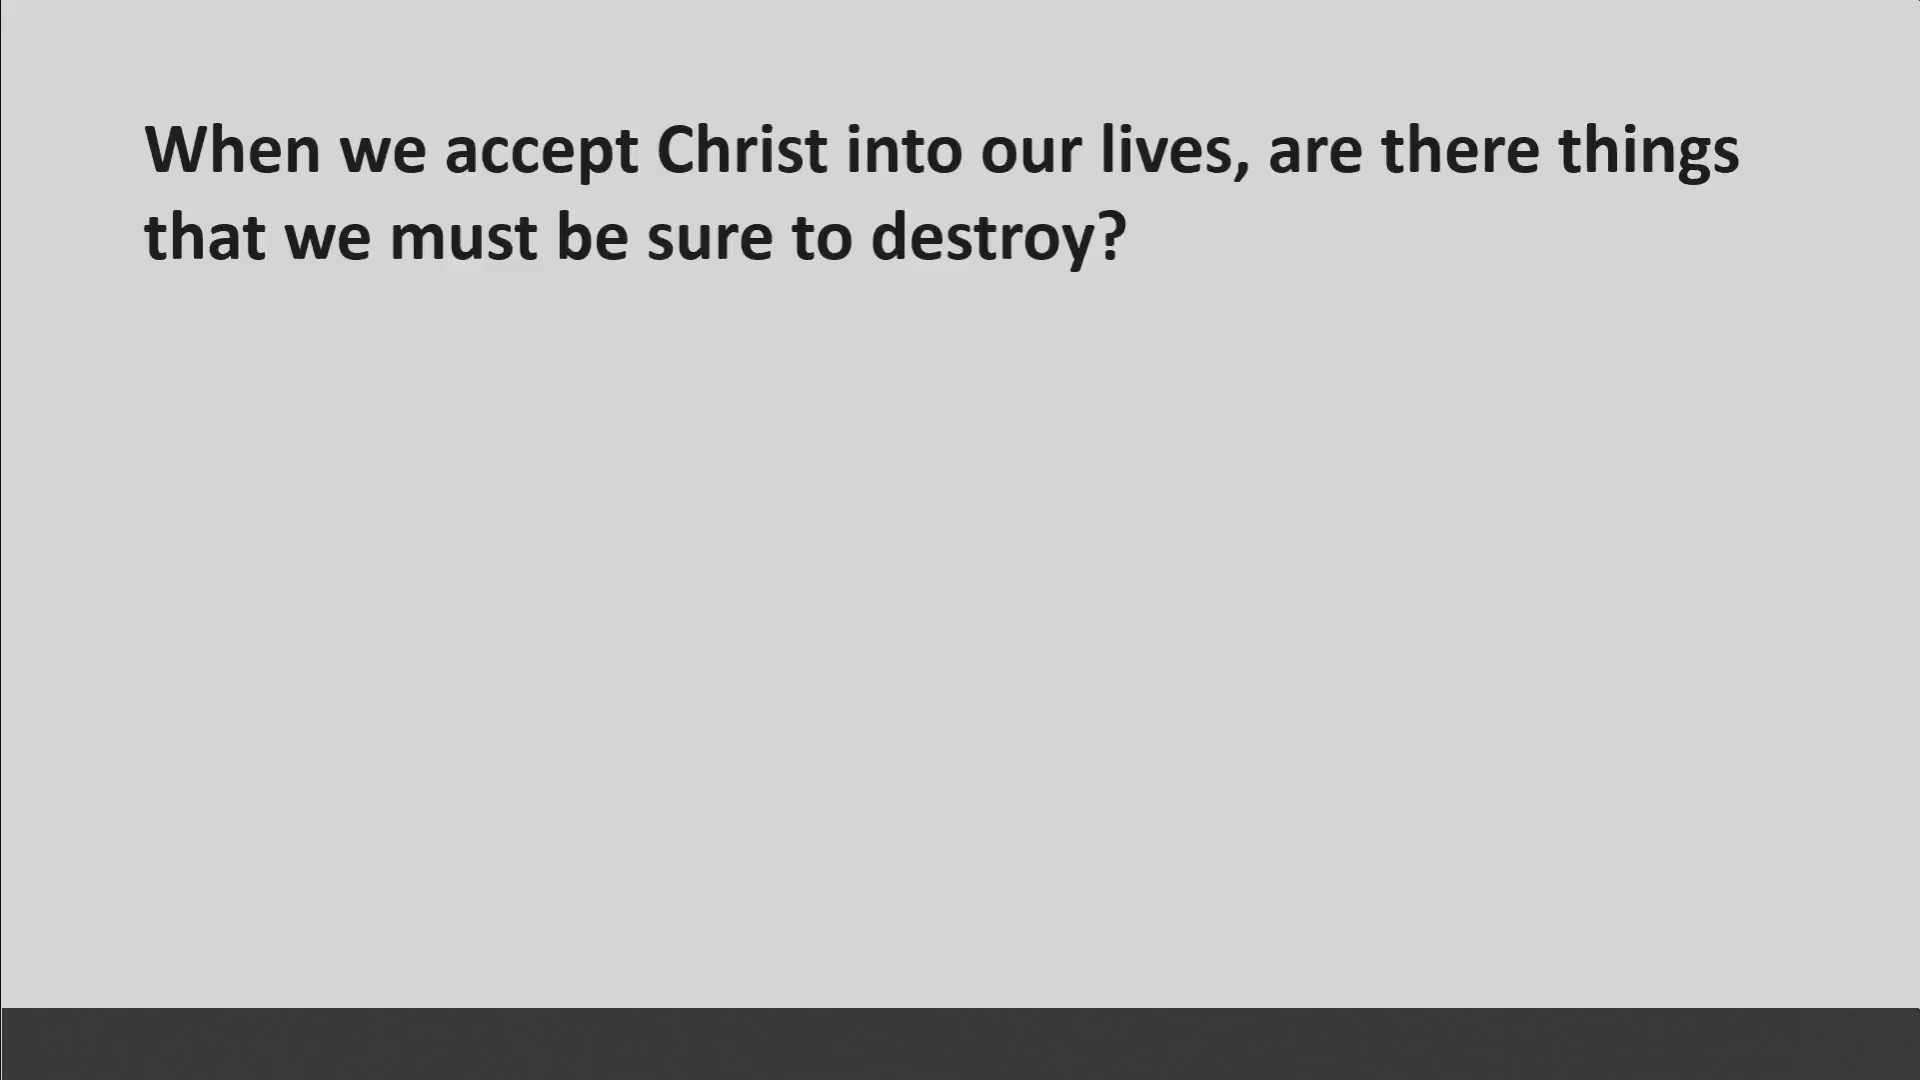 When we accept Christ into our lives, are there things
that we must be sure to destroy?